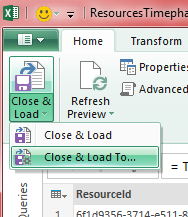 ResourcesTimepha
Home
Transform
Close &
Load
Refresh
Preview
Properties
Advanced
Close & Load
Close & Load To...
= T
Queries
ResourceId
6f1d9356-3714-e511-8